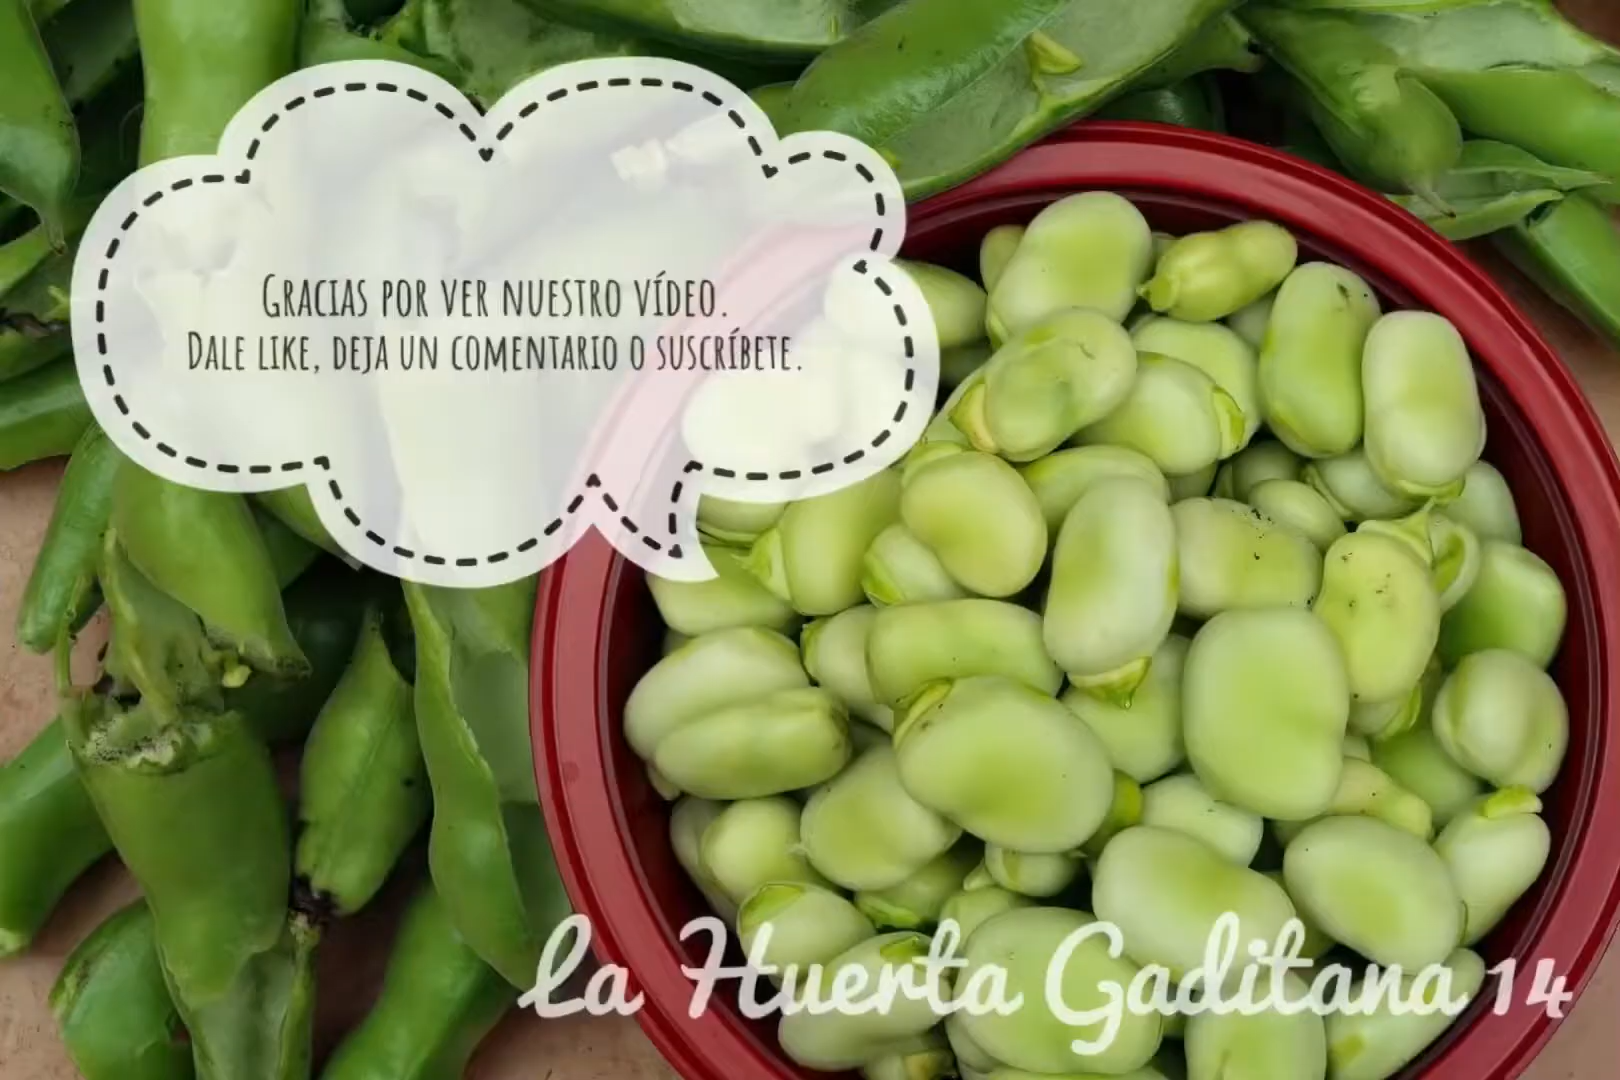 Gracias por ver nuestro vídeo.
Dale like, deja un comentario o suscríbete.
La Huerta Gaditana 14